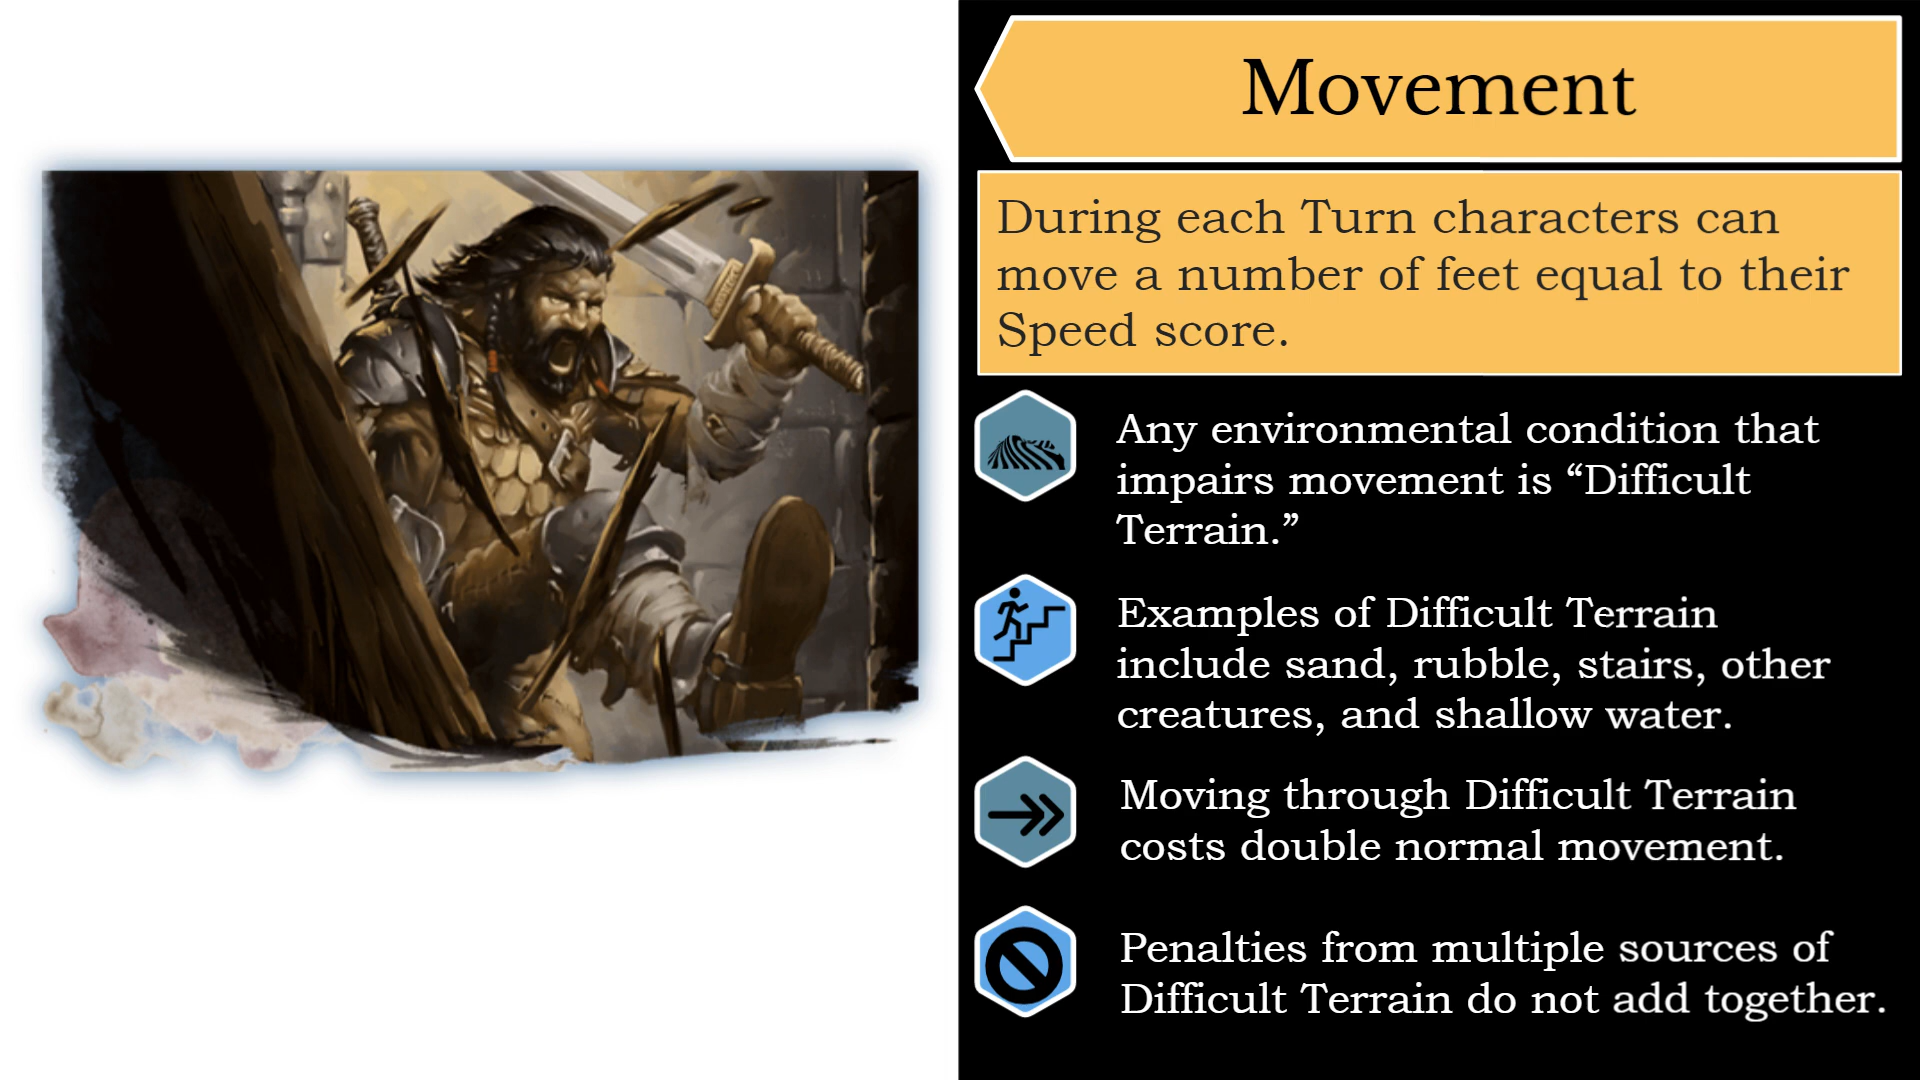 Movement
During each Turn characters can
move a number of feet equal to their
Speed score.
Any environmental condition that
impairs movement is “Difficult
Terrain.”
Examples of Difficult Terrain
include sand, rubble, stairs, other
creatures, and shallow water.
Moving through Difficult Terrain
costs double normal movement.
Penalties from multiple sources of
Difficult Terrain do not add together.